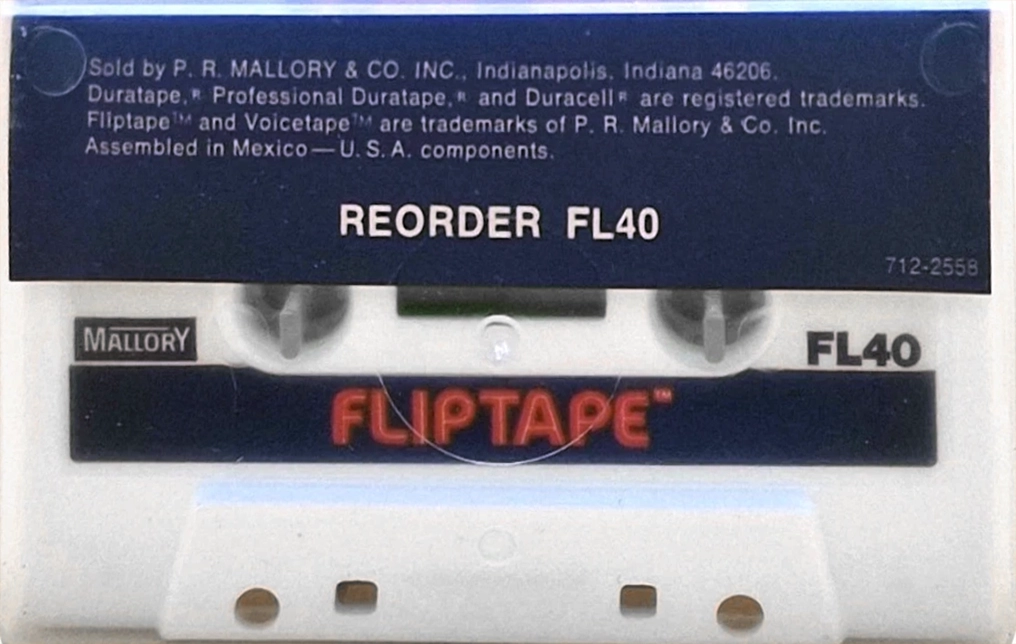 Sold by P. R. MALLORY & CO. INC., Indianapolis, Indiana 46206.
Duratape,® Professional Duratape,® and Duracell® are registered trademarks.
Fliptape™ and Voicetape™ are trademarks of P. R. Mallory & Co. Inc.
Assembled in Mexico—U. S. A. components.
REORDER FL40
712-2558
MALLORY
FL40
FLIPTAPE™